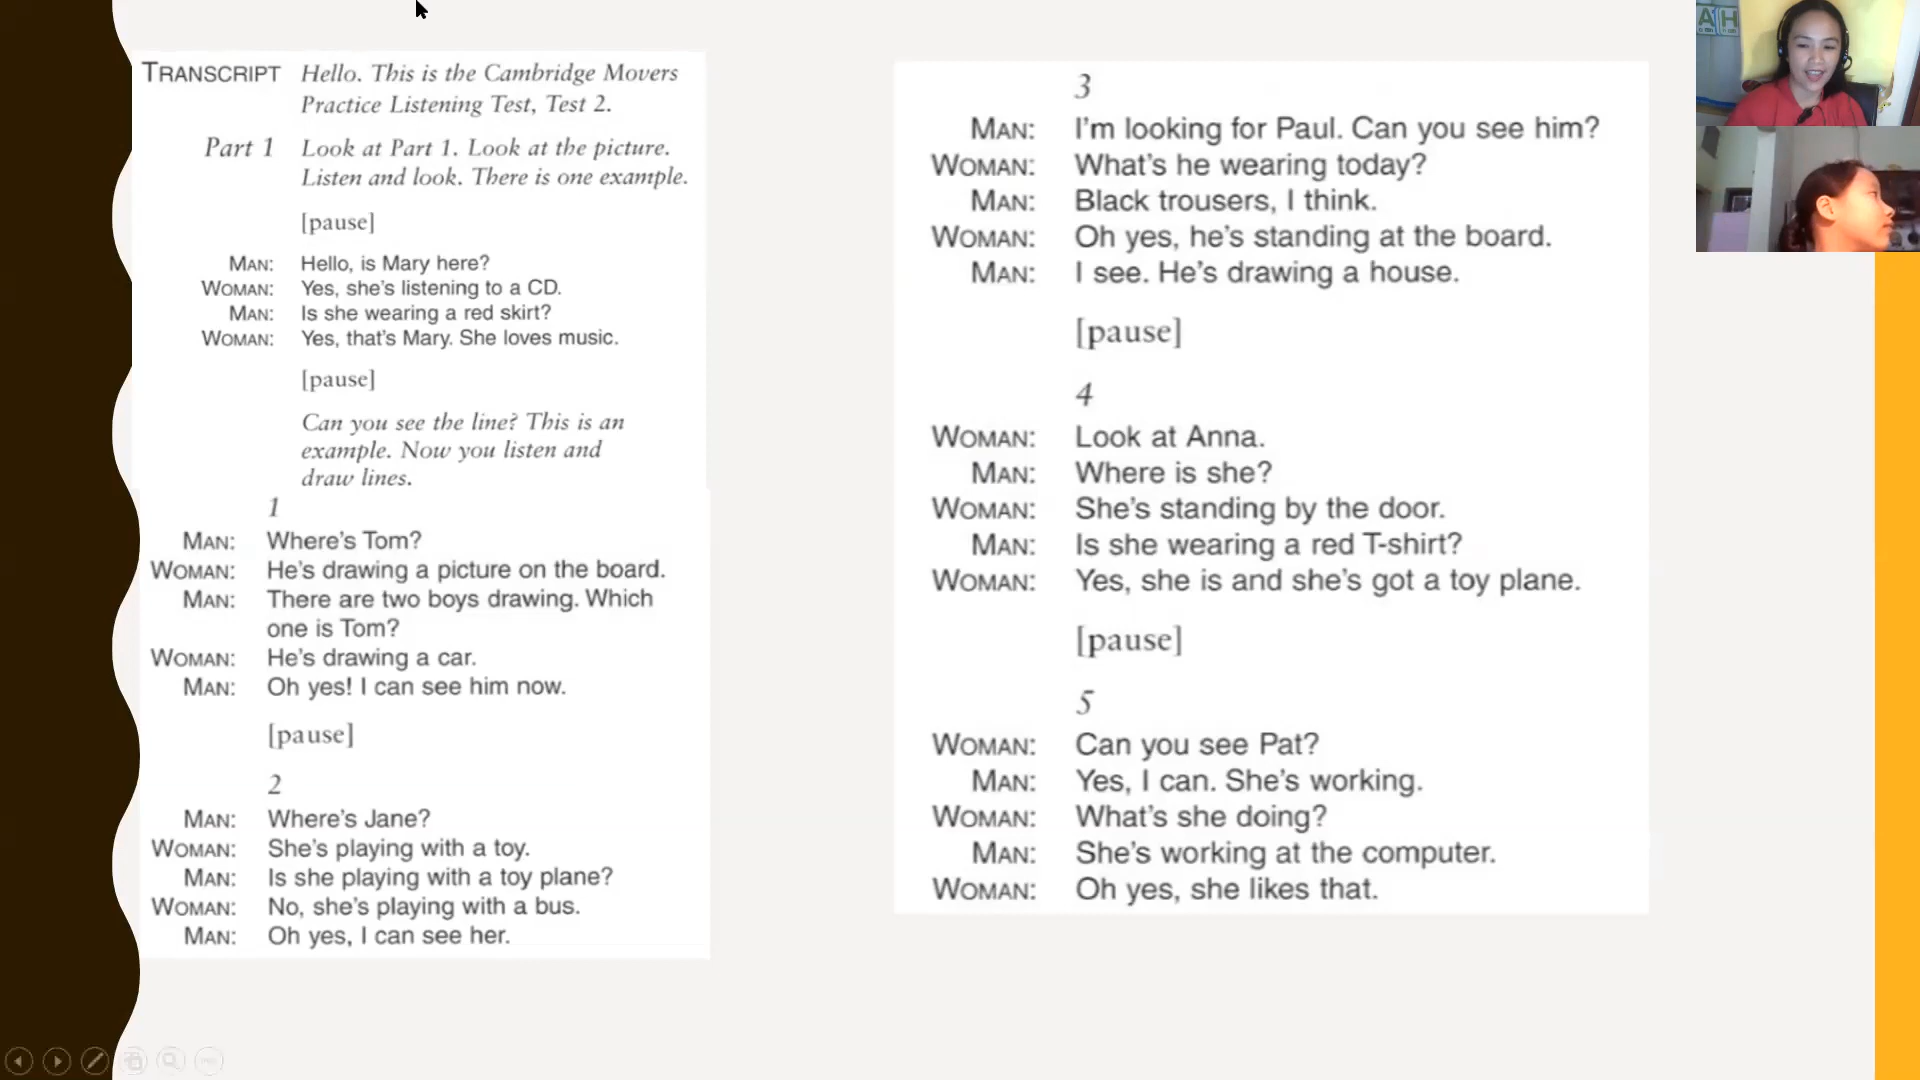 TRANSCRIPT Hello. This is the Cambridge Movers
Practice Listening Test, Test 2.
Part 1 Look at Part 1. Look at the picture.
Listen and look. There is one example.
[pause]
MAN: Hello, is Mary here?
WOMAN: Yes, she's listening to a CD.
MAN: Is she wearing a red skirt?
WOMAN: Yes, that's Mary. She loves music.
[pause]
Can you see the line? This is an
example. Now you listen and
draw lines.
1
MAN: Where's Tom?
WOMAN: He's drawing a picture on the board.
MAN: There are two boys drawing. Which
one is Tom?
WOMAN: He's drawing a car.
MAN: Oh yes! I can see him now.
[pause]
2
MAN: Where's Jane?
WOMAN: She's playing with a toy.
MAN: Is she playing with a toy plane?
WOMAN: No, she's playing with a bus.
MAN: Oh yes, I can see her.
3
MAN: I'm looking for Paul. Can you see him?
WOMAN: What's he wearing today?
MAN: Black trousers, I think.
WOMAN: Oh yes, he's standing at the board.
MAN: I see. He's drawing a house.
[pause]
4
WOMAN: Look at Anna.
MAN: Where is she?
WOMAN: She's standing by the door.
MAN: Is she wearing a red T-shirt?
WOMAN: Yes, she is and she's got a toy plane.
[pause]
5
WOMAN: Can you see Pat?
MAN: Yes, I can. She's working.
WOMAN: What's she doing?
MAN: She's working at the computer.
WOMAN: Oh yes, she likes that.